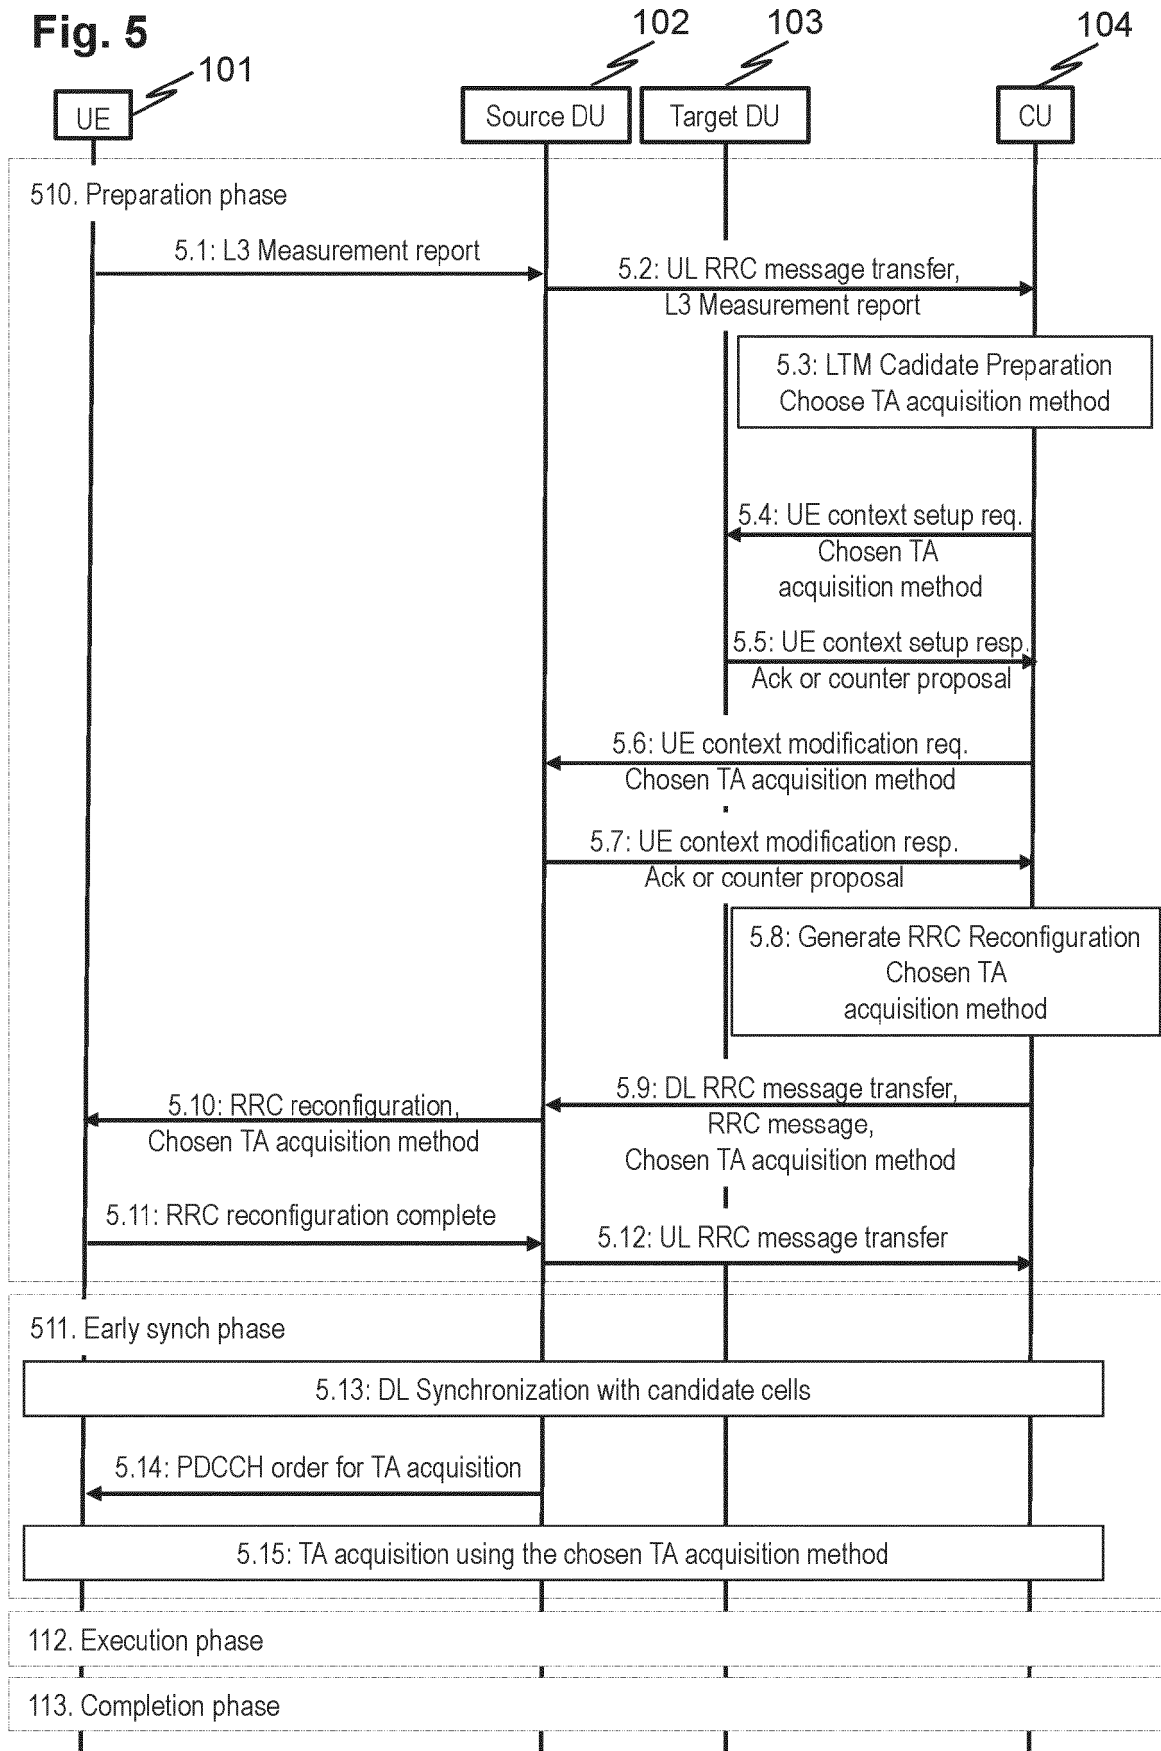 Fig. 5
101
102
103
104
UE
Source DU
Target DU
CU
510. Preparation phase
5.1: L3 Measurement report
5.2: UL RRC message transfer,
L3 Measurement report
5.3: LTM Cadidate Preparation
Choose TA acquisition method
5.4: UE context setup req.
Chosen TA
acquisition method
5.5: UE context setup resp.
Ack or counter proposal
5.6: UE context modification req.
Chosen TA acquisition method
5.7: UE context modification resp.
Ack or counter proposal
5.8: Generate RRC Reconfiguration
Chosen TA
acquisition method
5.9: DL RRC message transfer,
RRC message,
Chosen TA acquisition method
5.10: RRC reconfiguration,
Chosen TA acquisition method
5.11: RRC reconfiguration complete
5.12: UL RRC message transfer
511. Early synch phase
5.13: DL Synchronization with candidate cells
5.14: PDCCH order for TA acquisition
5.15: TA acquisition using the chosen TA acquisition method
112. Execution phase
113. Completion phase